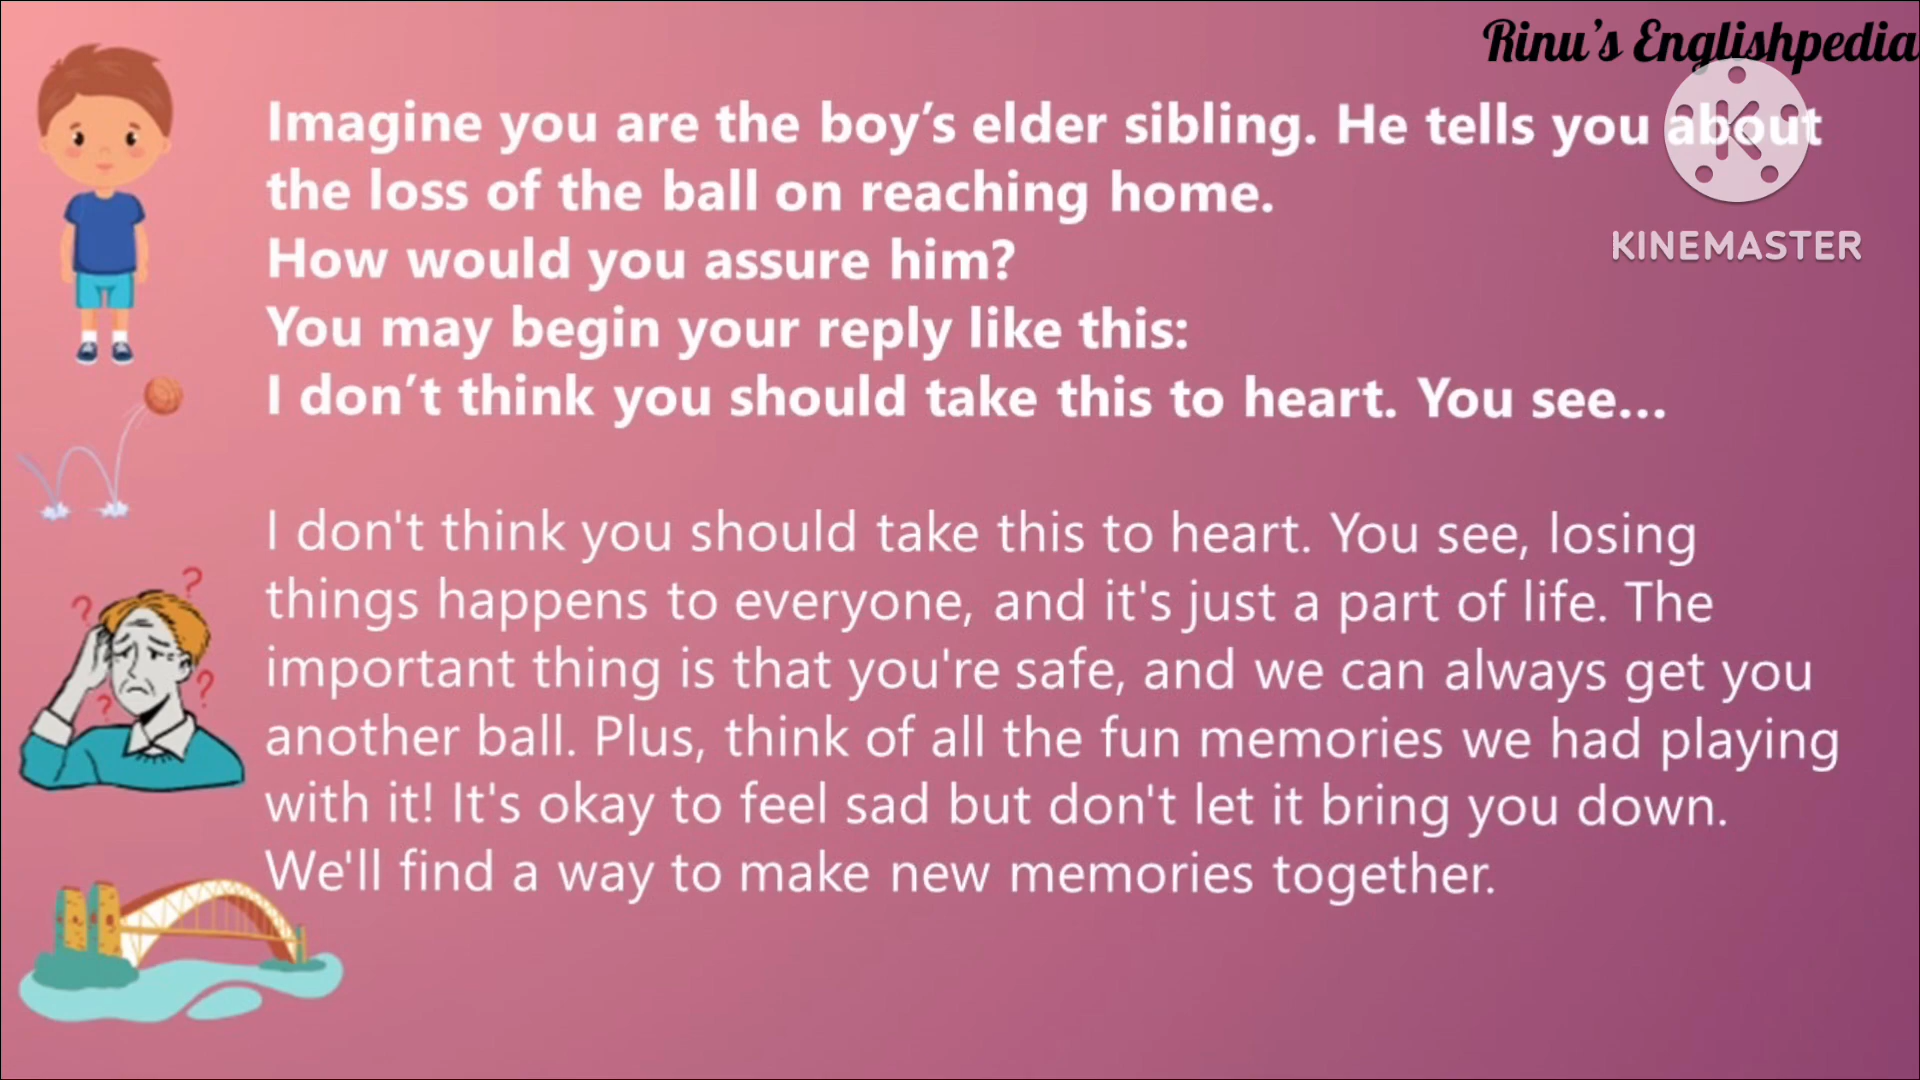 Rinu's Englishpedia
Imagine you are the boy’s elder sibling. He tells you about
the loss of the ball on reaching home.
KINEMASTER
How would you assure him?
You may begin your reply like this:
I don’t think you should take this to heart. You see...
I don't think you should take this to heart. You see, losing
things happens to everyone, and it's just a part of life. The
important thing is that you're safe, and we can always get you
another ball. Plus, think of all the fun memories we had playing
with it! It's okay to feel sad but don't let it bring you down.
We'll find a way to make new memories together.